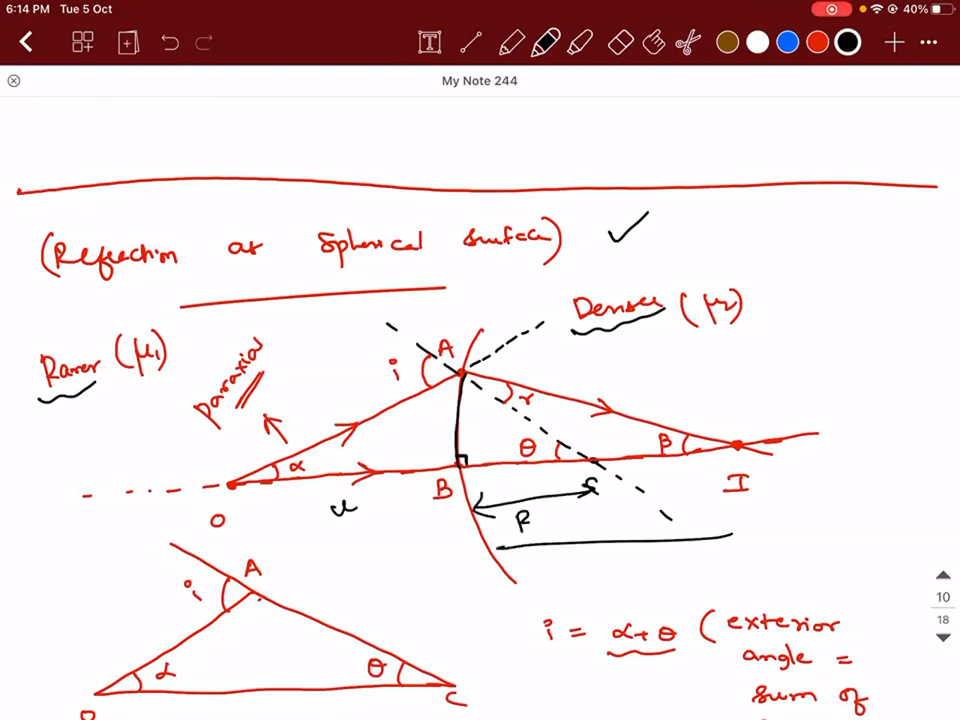 6:14 PM Tue 5 Oct 40%
My Note 244
(Refraction at Spherical surface)
Denser (μ2)
Rarer (μ1)
paraxial
A
i
r
α
θ
β
B
C
I
O
u
R
A
i
α
θ
C
i = α+θ (exterior
angle =
sum of
10
18